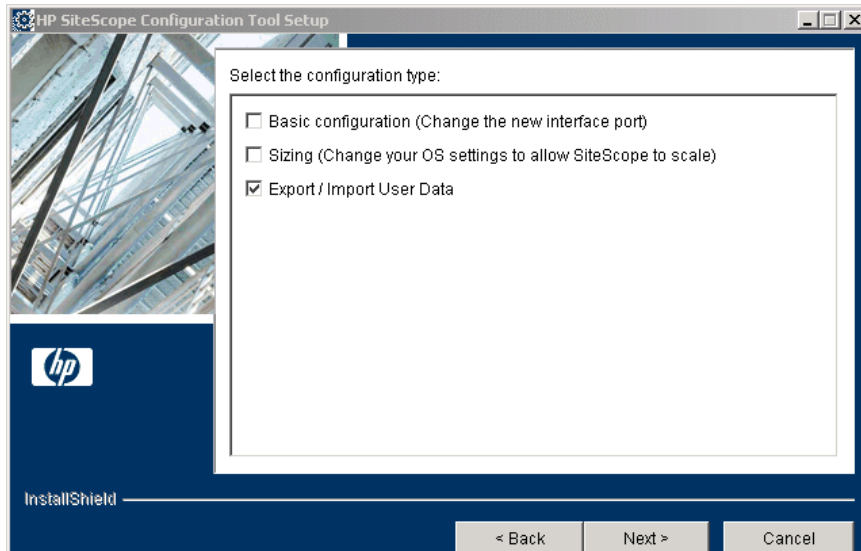 HP SiteScope Configuration Tool Setup
Select the configuration type:
Basic configuration (Change the new interface port)
Sizing (Change your OS settings to allow SiteScope to scale)
Export / Import User Data
hp
InstallShield
< Back
Next >
Cancel